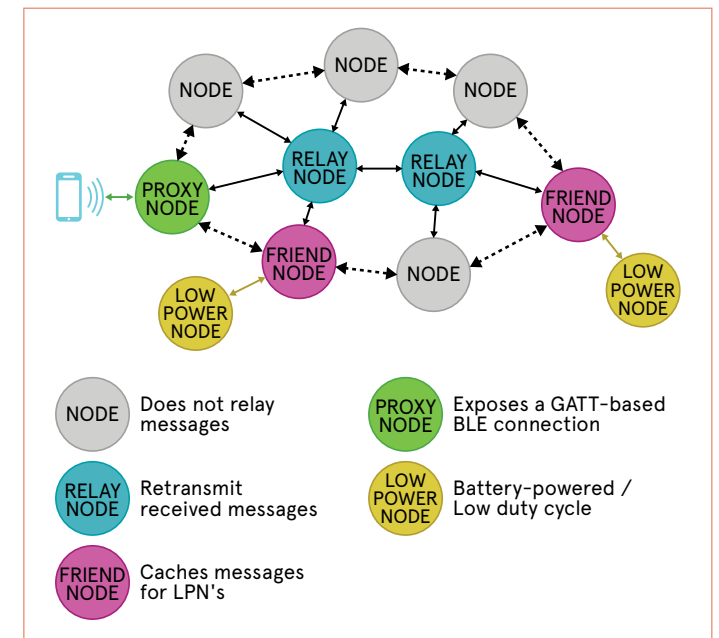 NODE
NODE
NODE
RELAY
NODE
RELAY
NODE
PROXY
NODE
FRIEND
NODE
FRIEND
NODE
NODE
LOW
POWER
NODE
LOW
POWER
NODE
NODE
Does not relay
messages
RELAY
NODE
Retransmit
received messages
FRIEND
NODE
Caches messages
for LPN's
PROXY
NODE
Exposes a GATT-based
BLE connection
LOW
POWER
NODE
Battery-powered /
Low duty cycle